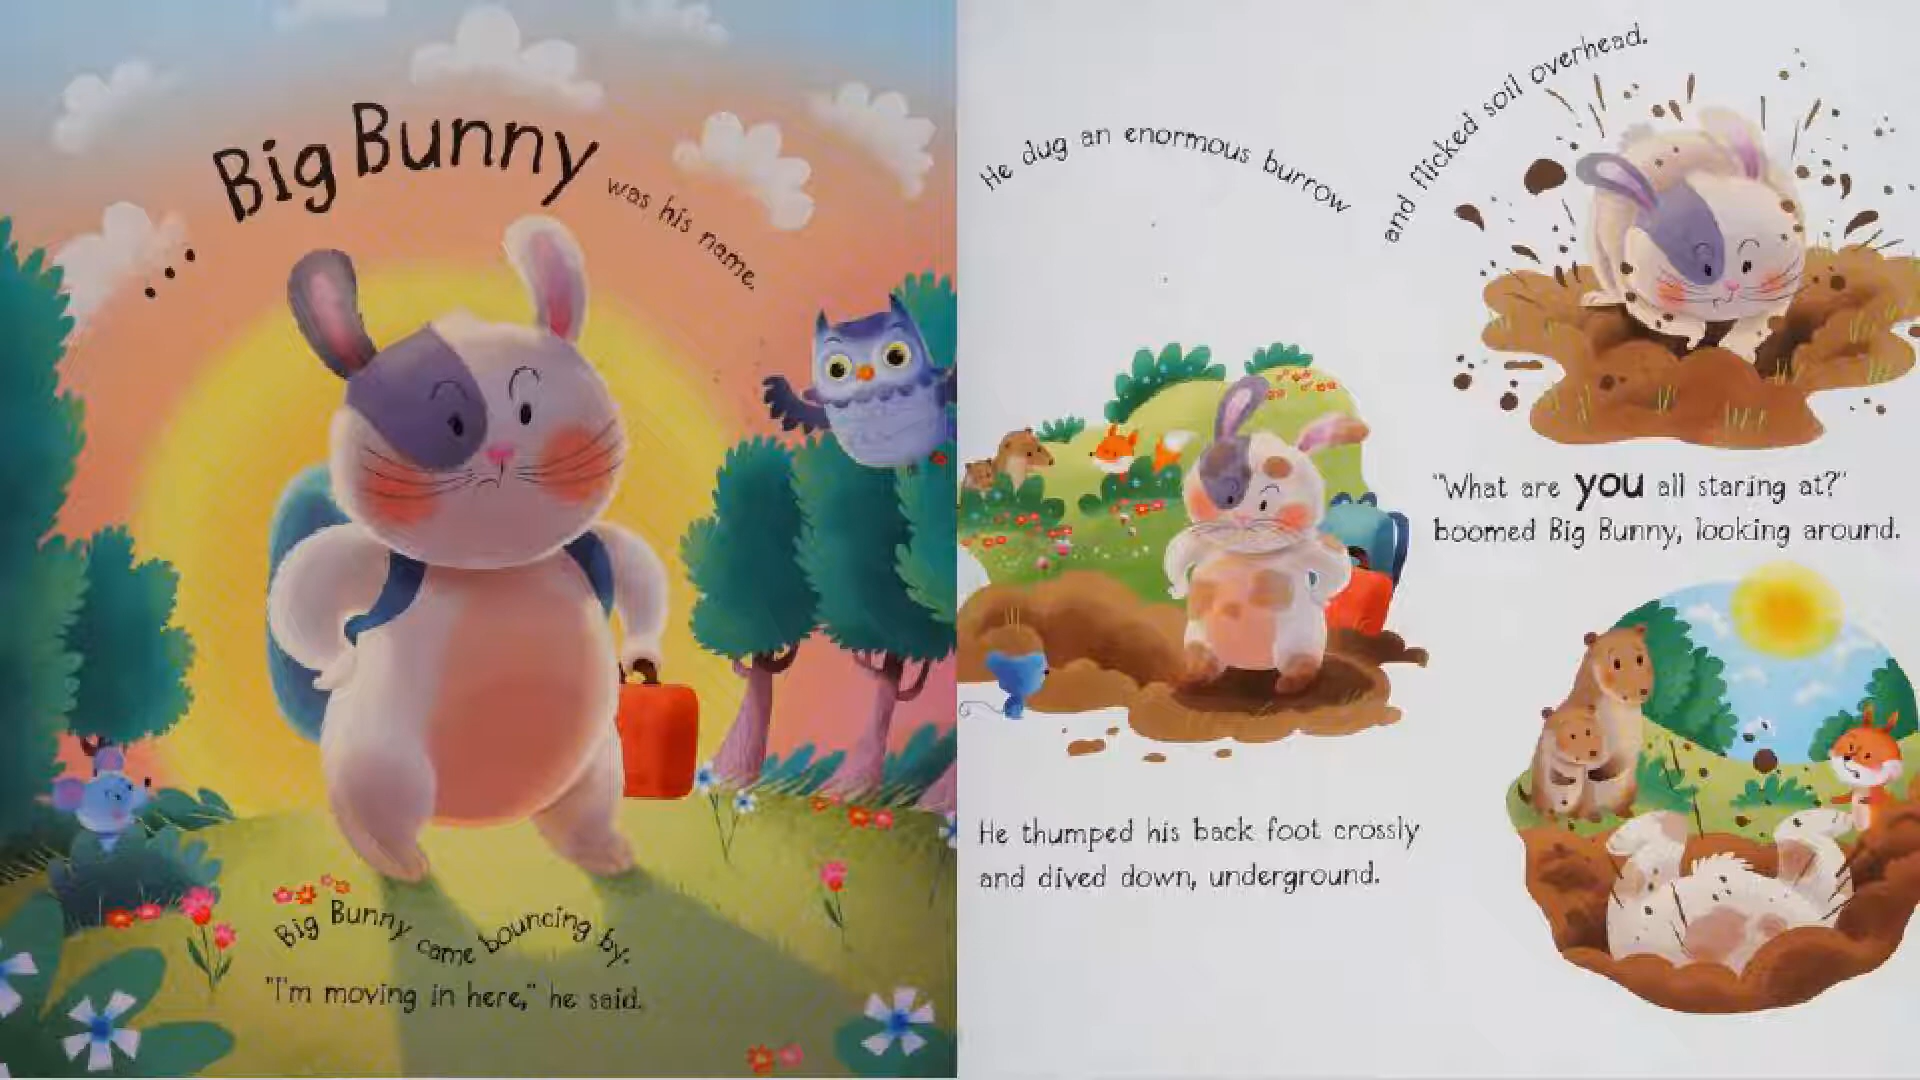 ... Big Bunny was his name.
Big Bunny came bouncing by.
"I'm moving in here," he said.
He dug an enormous burrow
and flicked soil overhead.
"What are you all staring at?"
boomed Big Bunny, looking around.
He thumped his back foot crossly
and dived down, underground.